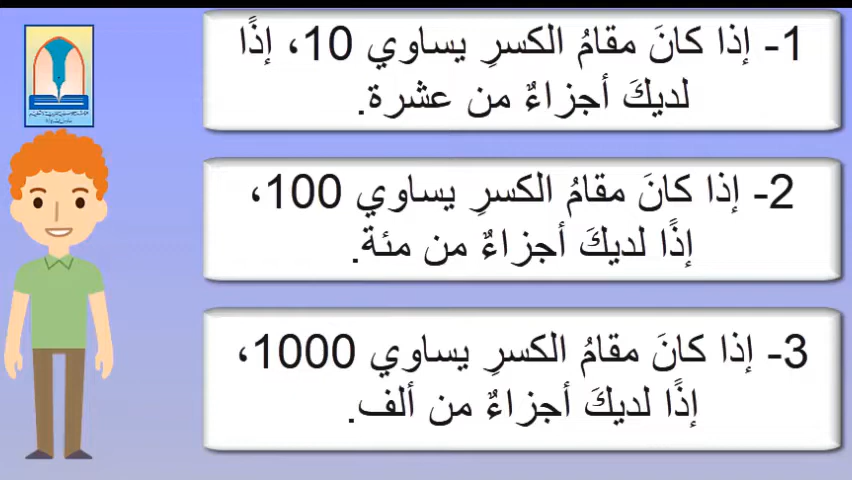 1- إذا كانَ مقامُ الكسرِ يساوي 10، إذًا
لديكَ أجزاءٌ من عشرة.
2- إذا كانَ مقامُ الكسرِ يساوي 100،
إذًا لديكَ أجزاءٌ من مئة.
3- إذا كانَ مقامُ الكسرِ يساوي 1000،
إذًا لديكَ أجزاءٌ من ألف.